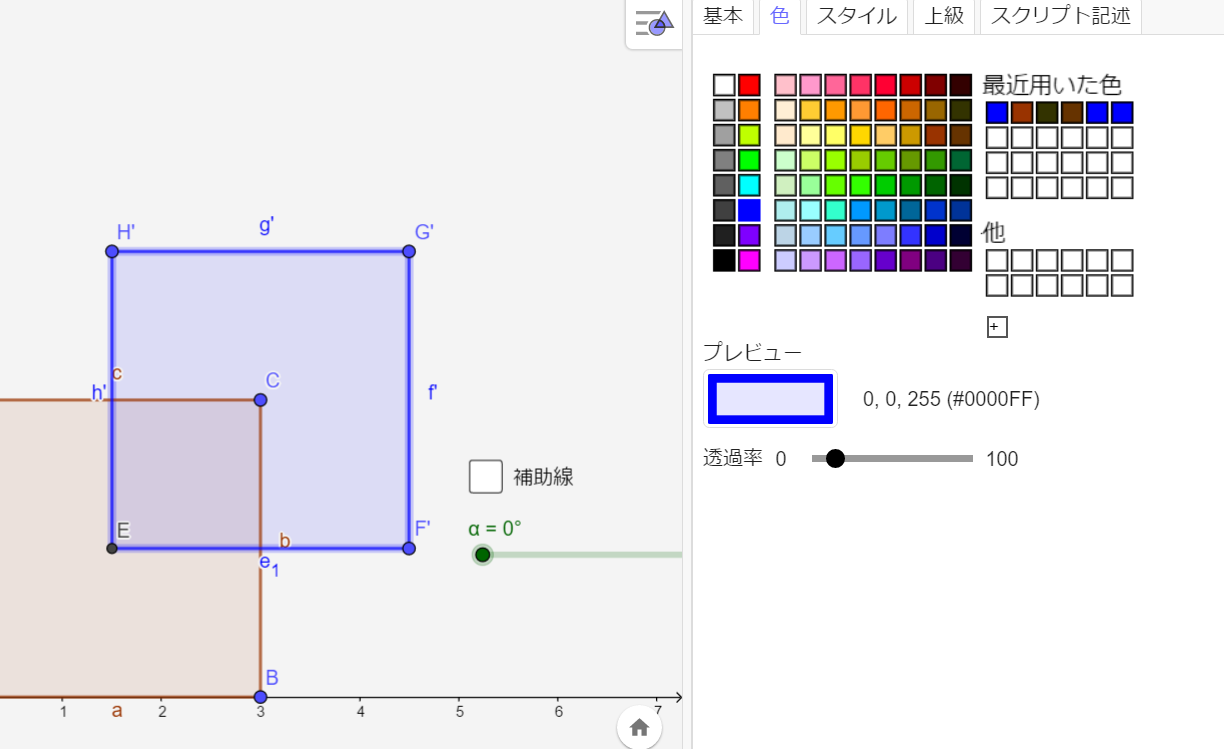 基本 色 スタイル 上級 スクリプト記述
最近用いた色
他
+
プレビュー
0, 0, 255 (#0000FF)
透過率 0 100
H' g' G'
c
h' C f'
補助線
E
α = 0°
F'
b
e1
B
1 a 2 3 4 5 6 7